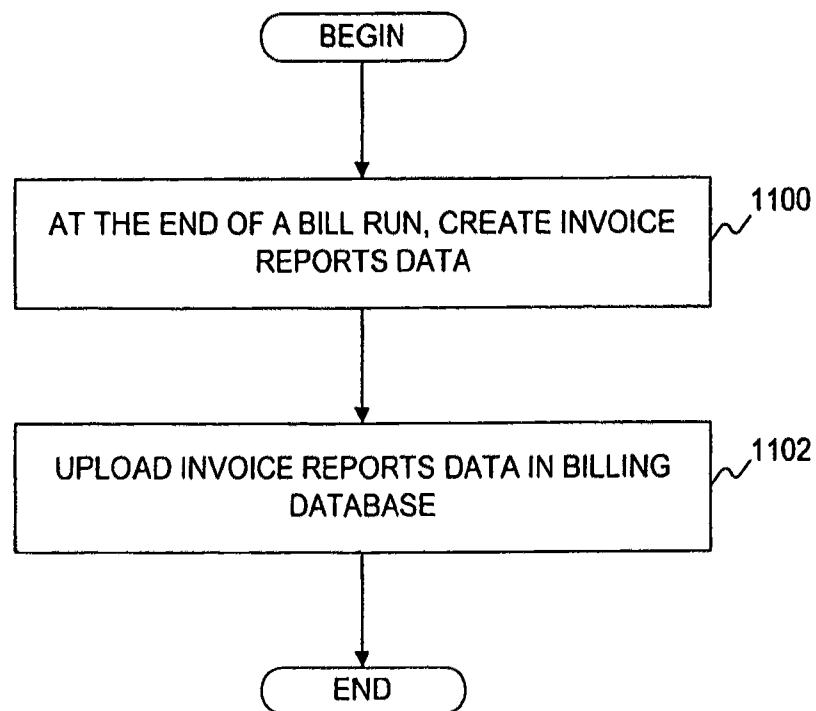 BEGIN
AT THE END OF A BILL RUN, CREATE INVOICE
REPORTS DATA
1100
UPLOAD INVOICE REPORTS DATA IN BILLING
DATABASE
1102
END